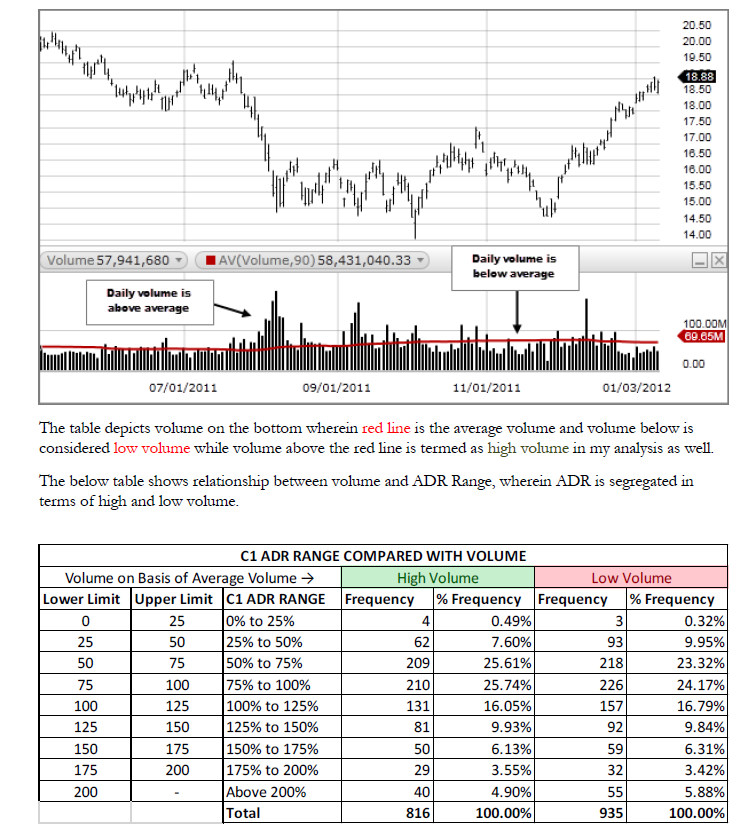 20.50
20.00
19.50
18.88
18.50
18.00
17.50
17.00
16.50
16.00
15.50
15.00
14.50
14.00
Volume 57,941,680 AV(Volume,90) 58,431,040.33
Daily volume is
below average
Daily volume is
above average
100.00M
69.65M
0.00
07/01/2011 09/01/2011 11/01/2011 01/03/2012
The table depicts volume on the bottom wherein red line is the average volume and volume below is
considered low volume while volume above the red line is termed as high volume in my analysis as well.
The below table shows relationship between volume and ADR Range, wherein ADR is segregated in
terms of high and low volume.
C1 ADR RANGE COMPARED WITH VOLUME
Volume on Basis of Average Volume → High Volume Low Volume
Lower Limit Upper Limit C1 ADR RANGE Frequency % Frequency Frequency % Frequency
0 25 0% to 25% 4 0.49% 3 0.32%
25 50 25% to 50% 62 7.60% 93 9.95%
50 75 50% to 75% 209 25.61% 218 23.32%
75 100 75% to 100% 210 25.74% 226 24.17%
100 125 100% to 125% 131 16.05% 157 16.79%
125 150 125% to 150% 81 9.93% 92 9.84%
150 175 150% to 175% 50 6.13% 59 6.31%
175 200 175% to 200% 29 3.55% 32 3.42%
200 - Above 200% 40 4.90% 55 5.88%
Total 816 100.00% 935 100.00%